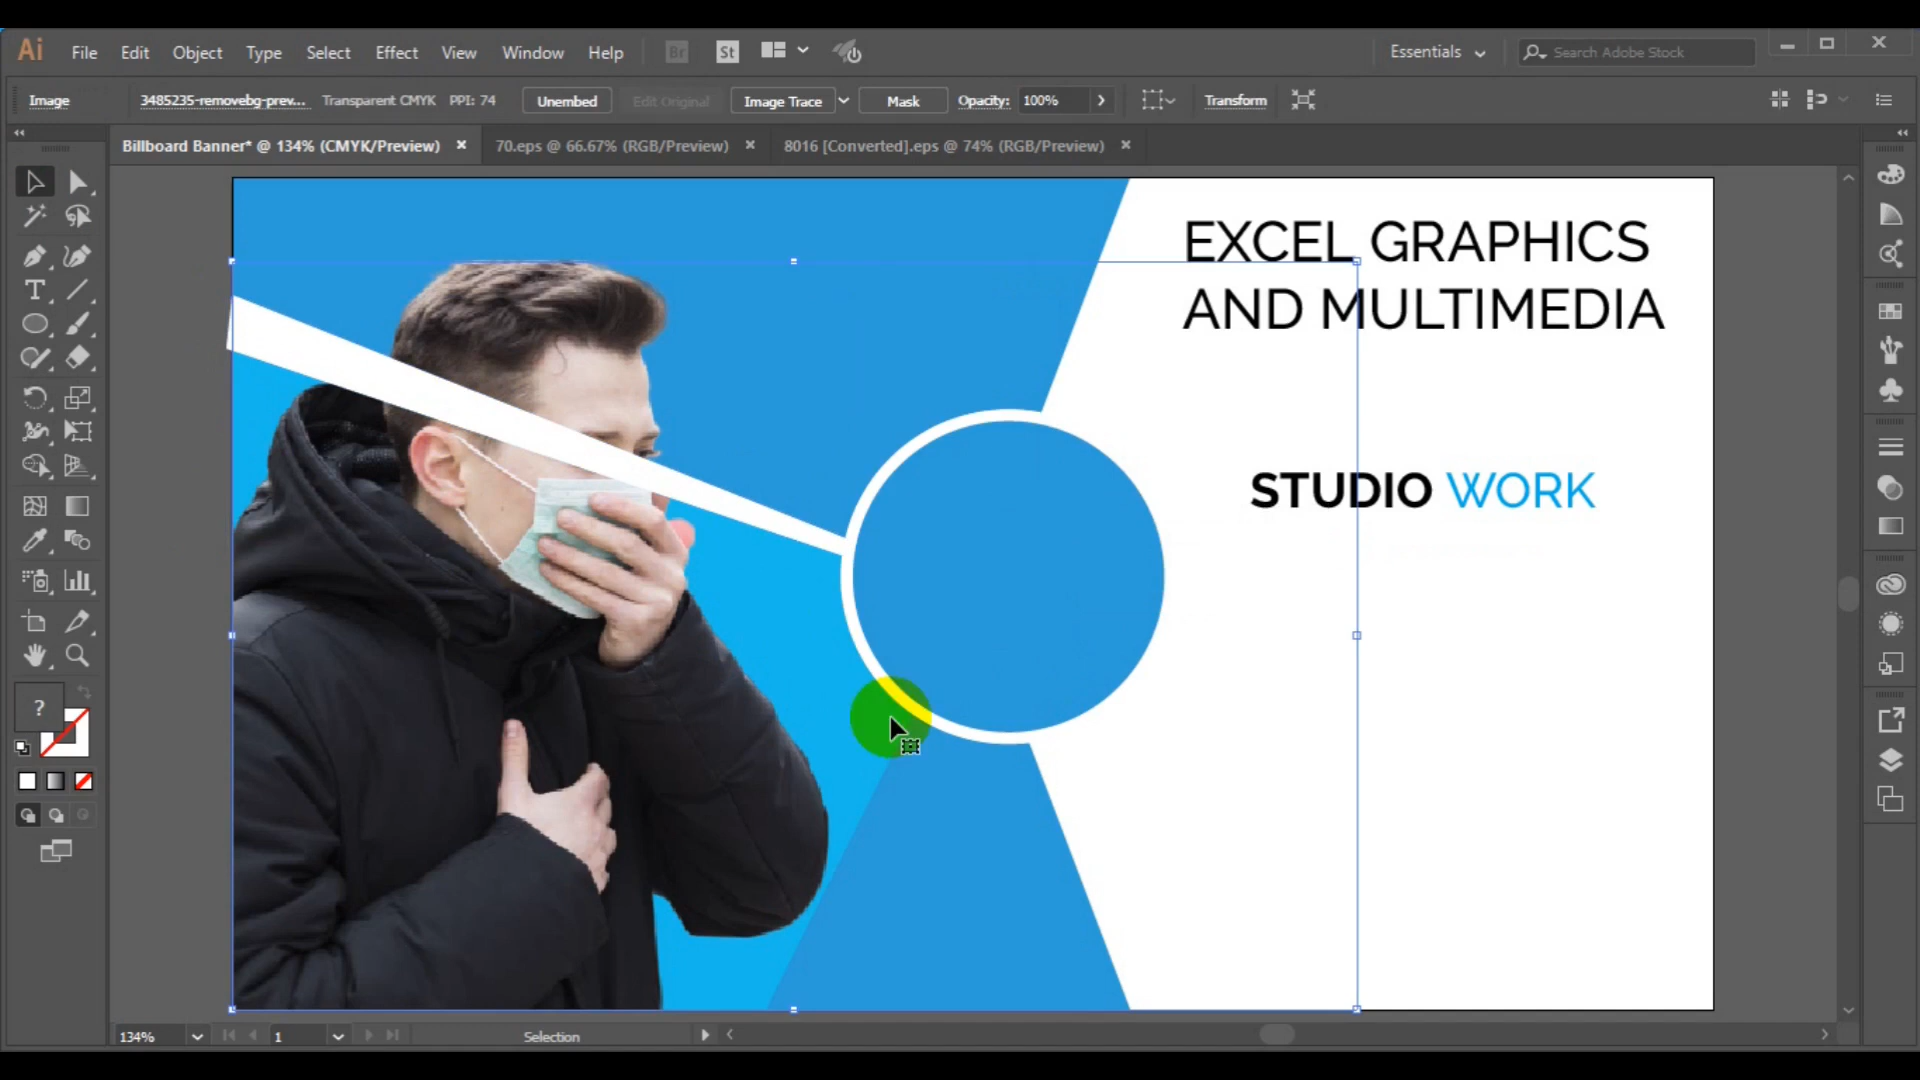 Ai File Edit Object Type Select Effect View Window Help Br St Essentials Search Adobe Stock
Image 3485235-removebg-prev... Transparent CMYK PPI: 74 Unembed Edit Original Image Trace Mask Opacity: 100% Transform
Billboard Banner* @ 134% (CMYK/Preview) 70.eps @ 66.67% (RGB/Preview) 8016 [Converted].eps @ 74% (RGB/Preview)
EXCEL GRAPHICS
AND MULTIMEDIA
STUDIO WORK
?
134% 1 Selection